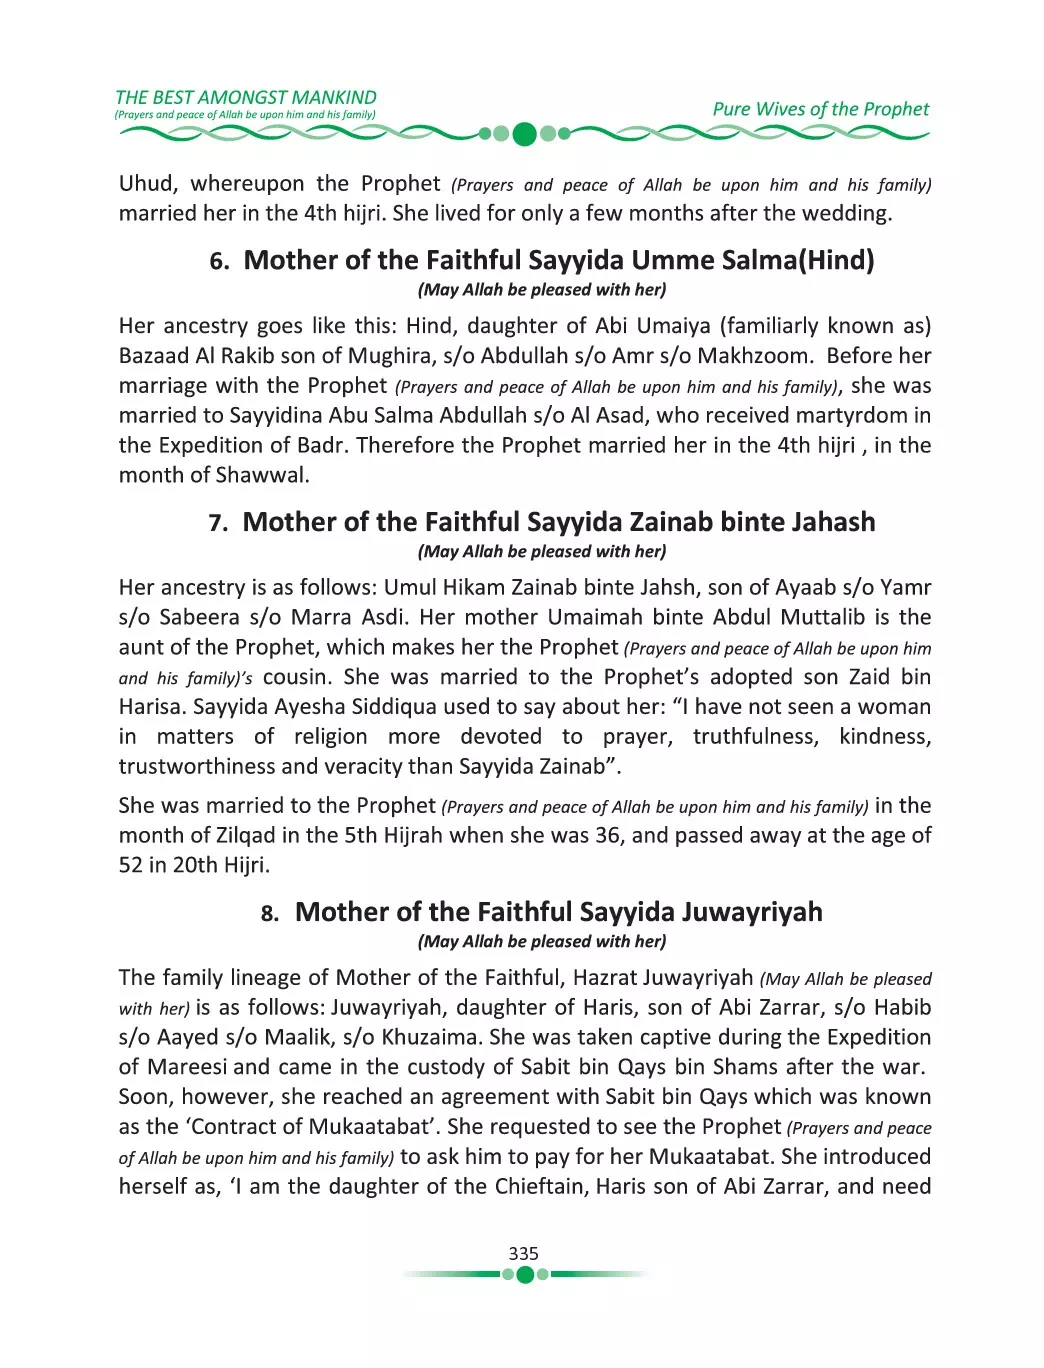 THE BEST AMONGST MANKIND
(Prayers and peace of Allah be upon him and his family)
Pure Wives of the Prophet
Uhud, whereupon the Prophet (Prayers and peace of Allah be upon him and his family)
married her in the 4th hijri. She lived for only a few months after the wedding.
6. Mother of the Faithful Sayyida Umme Salma(Hind)
(May Allah be pleased with her)
Her ancestry goes like this: Hind, daughter of Abi Umaiya (familiarly known as)
Bazaad Al Rakib son of Mughira, s/o Abdullah s/o Amr s/o Makhzoom. Before her
marriage with the Prophet (Prayers and peace of Allah be upon him and his family), she was
married to Sayyidina Abu Salma Abdullah s/o Al Asad, who received martyrdom in
the Expedition of Badr. Therefore the Prophet married her in the 4th hijri , in the
month of Shawwal.
7. Mother of the Faithful Sayyida Zainab binte Jahash
(May Allah be pleased with her)
Her ancestry is as follows: Umul Hikam Zainab binte Jahsh, son of Ayaab s/o Yamr
s/o Sabeera s/o Marra Asdi. Her mother Umaimah binte Abdul Muttalib is the
aunt of the Prophet, which makes her the Prophet (Prayers and peace of Allah be upon him
and his family)’s cousin. She was married to the Prophet’s adopted son Zaid bin
Harisa. Sayyida Ayesha Siddiqua used to say about her: “I have not seen a woman
in matters of religion more devoted to prayer, truthfulness, kindness,
trustworthiness and veracity than Sayyida Zainab”.
She was married to the Prophet (Prayers and peace of Allah be upon him and his family) in the
month of Zilqad in the 5th Hijrah when she was 36, and passed away at the age of
52 in 20th Hijri.
8. Mother of the Faithful Sayyida Juwayriyah
(May Allah be pleased with her)
The family lineage of Mother of the Faithful, Hazrat Juwayriyah (May Allah be pleased
with her) is as follows: Juwayriyah, daughter of Haris, son of Abi Zarrar, s/o Habib
s/o Aayed s/o Maalik, s/o Khuzaima. She was taken captive during the Expedition
of Mareesi and came in the custody of Sabit bin Qays bin Shams after the war.
Soon, however, she reached an agreement with Sabit bin Qays which was known
as the ‘Contract of Mukaatabat’. She requested to see the Prophet (Prayers and peace
of Allah be upon him and his family) to ask him to pay for her Mukaatabat. She introduced
herself as, ‘I am the daughter of the Chieftain, Haris son of Abi Zarrar, and need
335